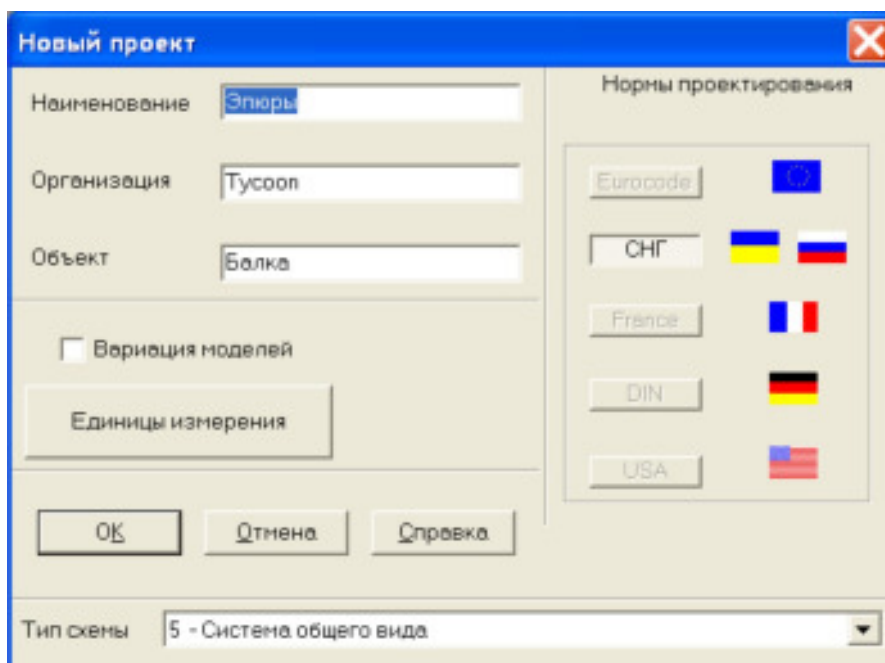 Новый проект
Наименование
Эпюры
Организация
Tycoon
Объект
Балка
Вариация моделей
Единицы измерения
OK
Отмена
Справка
Нормы проектирования
Eurocode
СНГ
France
DIN
USA
Тип схемы
5 - Система общего вида